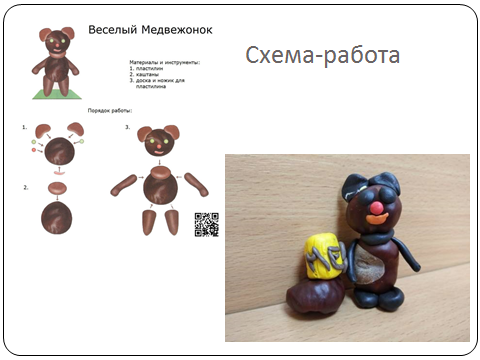 Веселый Медвежонок
Схема-работа
Материалы и инструменты:
1. пластилин
2. каштаны
3. доска и ножик для
пластилина
Порядок работы:
1.
3.
2.
МЁД